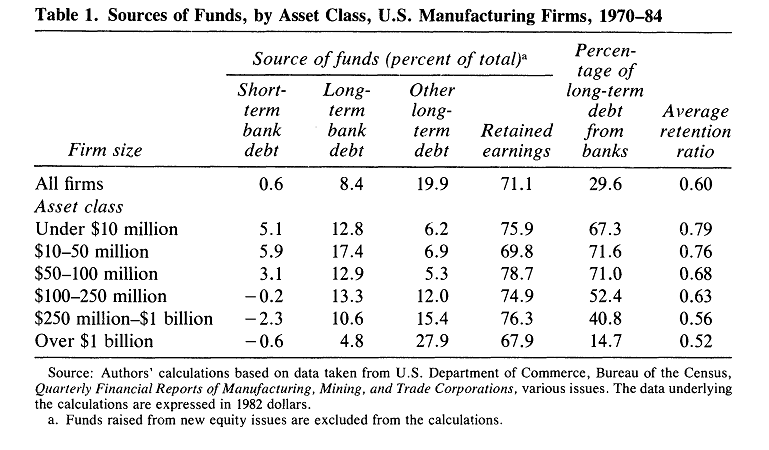 Table 1. Sources of Funds, by Asset Class, U.S. Manufacturing Firms, 1970–84
Source of funds (percent of total)ᵃ
Percen-
tage of
Short- Long- Other long-term
term term long- debt Average
bank bank term Retained from retention
Firm size debt debt debt earnings banks ratio
All firms 0.6 8.4 19.9 71.1 29.6 0.60
Asset class
Under $10 million 5.1 12.8 6.2 75.9 67.3 0.79
$10–50 million 5.9 17.4 6.9 69.8 71.6 0.76
$50–100 million 3.1 12.9 5.3 78.7 71.0 0.68
$100–250 million −0.2 13.3 12.0 74.9 52.4 0.63
$250 million–$1 billion −2.3 10.6 15.4 76.3 40.8 0.56
Over $1 billion −0.6 4.8 27.9 67.9 14.7 0.52
Source: Authors' calculations based on data taken from U.S. Department of Commerce, Bureau of the Census,
Quarterly Financial Reports of Manufacturing, Mining, and Trade Corporations, various issues. The data underlying
the calculations are expressed in 1982 dollars.
a. Funds raised from new equity issues are excluded from the calculations.